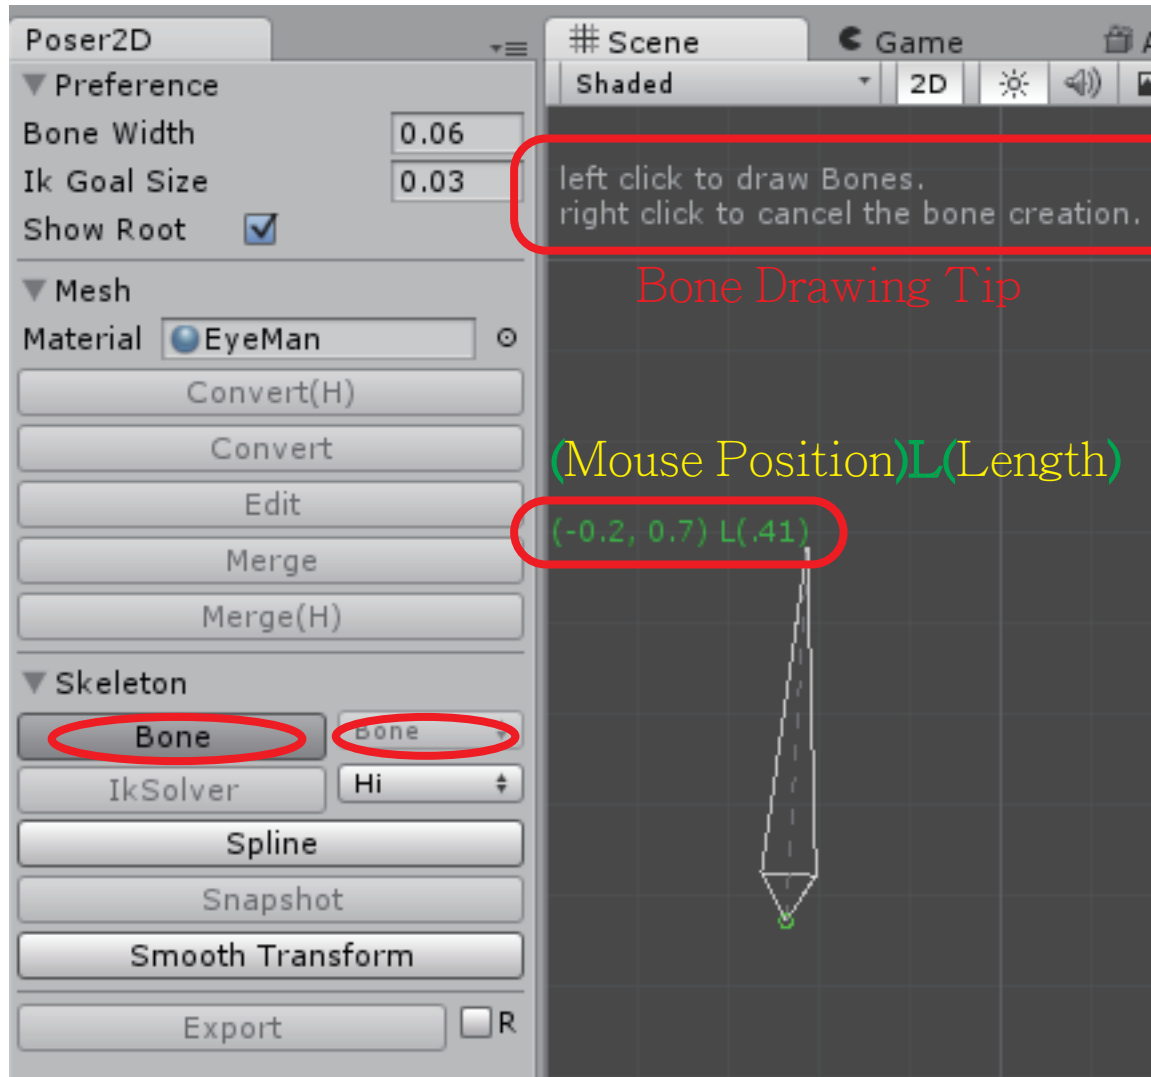 Poser2D
Preference
Bone Width 0.06
Ik Goal Size 0.03
Show Root
Mesh
Material EyeMan
Convert(H)
Convert
Edit
Merge
Merge(H)
Skeleton
Bone Bone
IkSolver Hi
Spline
Snapshot
Smooth Transform
Export R
Scene Game
Shaded 2D
left click to draw Bones.
right click to cancel the bone creation.
Bone Drawing Tip
(Mouse Position)L(Length)
(-0.2, 0.7) L(.41)